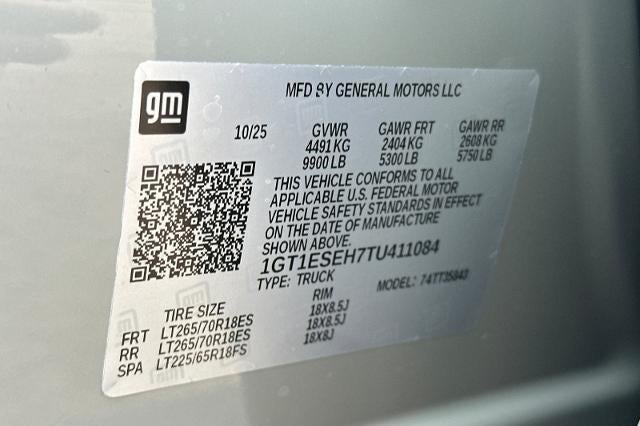 gm
MFD BY GENERAL MOTORS LLC
10/25 GVWR GAWR FRT GAWR RR
4491 KG 2404 KG 2608 KG
9900 LB 5300 LB 5750 LB
THIS VEHICLE CONFORMS TO ALL
APPLICABLE U.S. FEDERAL MOTOR
VEHICLE SAFETY STANDARDS IN EFFECT
ON THE DATE OF MANUFACTURE
SHOWN ABOVE.
1GT1ESEH7TU411084
TYPE: TRUCK MODEL: 74TT35843
TIRE SIZE RIM
FRT LT265/70R18ES 18X8.5J
RR LT265/70R18ES 18X8.5J
SPA LT225/65R18FS 18X8J